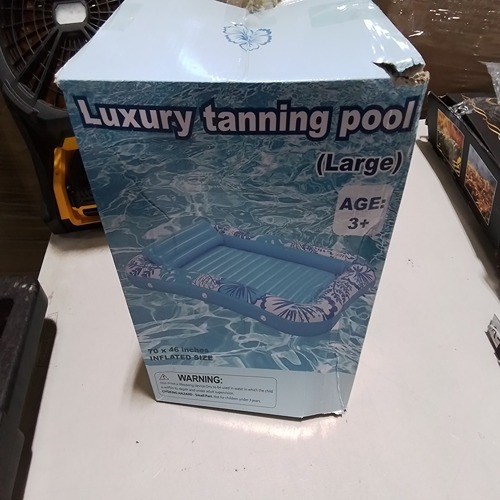 Luxury tanning pool
(Large)
AGE:
3+
70 x 46 inches
INFLATED SIZE
WARNING: